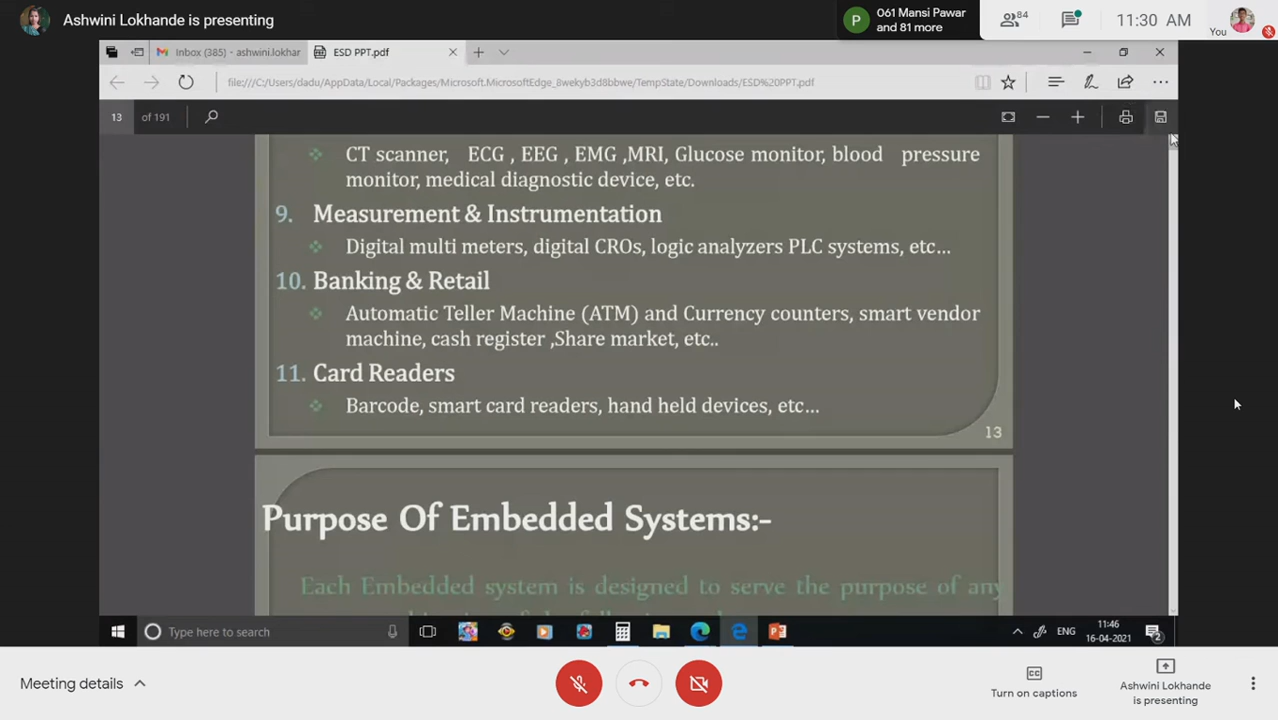 Ashwini Lokhande is presenting
P
061 Mansi Pawar
and 81 more
84
You
11:30 AM
Inbox (385) - ashwini.lokhar
ESD PPT.pdf
file:///C:/Users/dadu/AppData/Local/Packages/Microsoft.MicrosoftEdge_8wekyb3d8bbwe/TempState/Downloads/ESD%20PPT.pdf
13 of 191
CT scanner, ECG , EEG , EMG ,MRI, Glucose monitor, blood pressure
monitor, medical diagnostic device, etc.
9. Measurement & Instrumentation
Digital multi meters, digital CROs, logic analyzers PLC systems, etc...
10. Banking & Retail
Automatic Teller Machine (ATM) and Currency counters, smart vendor
machine, cash register ,Share market, etc..
11. Card Readers
Barcode, smart card readers, hand held devices, etc...
13
Purpose Of Embedded Systems:-
Each Embedded system is designed to serve the purpose of any
Type here to search
ENG
11:46
16-04-2021
2
Meeting details
Turn on captions
Ashwini Lokhande
is presenting